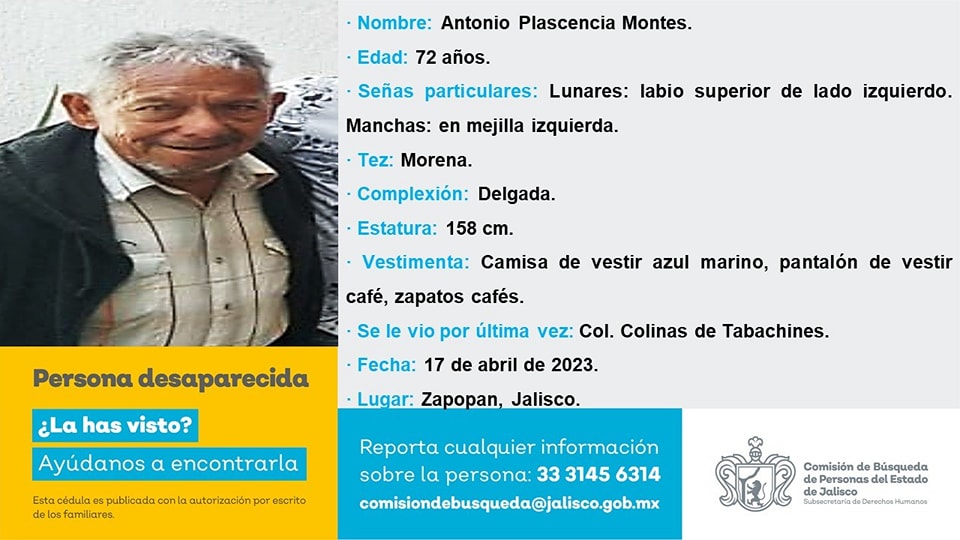 · Nombre: Antonio Plascencia Montes.
· Edad: 72 años.
· Señas particulares: Lunares: labio superior de lado izquierdo.
Manchas: en mejilla izquierda.
· Tez: Morena.
· Complexión: Delgada.
· Estatura: 158 cm.
· Vestimenta: Camisa de vestir azul marino, pantalón de vestir
café, zapatos cafés.
· Se le vio por última vez: Col. Colinas de Tabachines.
· Fecha: 17 de abril de 2023.
· Lugar: Zapopan, Jalisco.
Persona desaparecida
¿La has visto?
Ayúdanos a encontrarla
Esta cédula es publicada con la autorización por escrito
de los familiares.
Reporta cualquier información
sobre la persona: 33 3145 6314
comisiondebusqueda@jalisco.gob.mx
Comisión de Búsqueda
de Personas del Estado
de Jalisco
Subsecretaría de Derechos Humanos